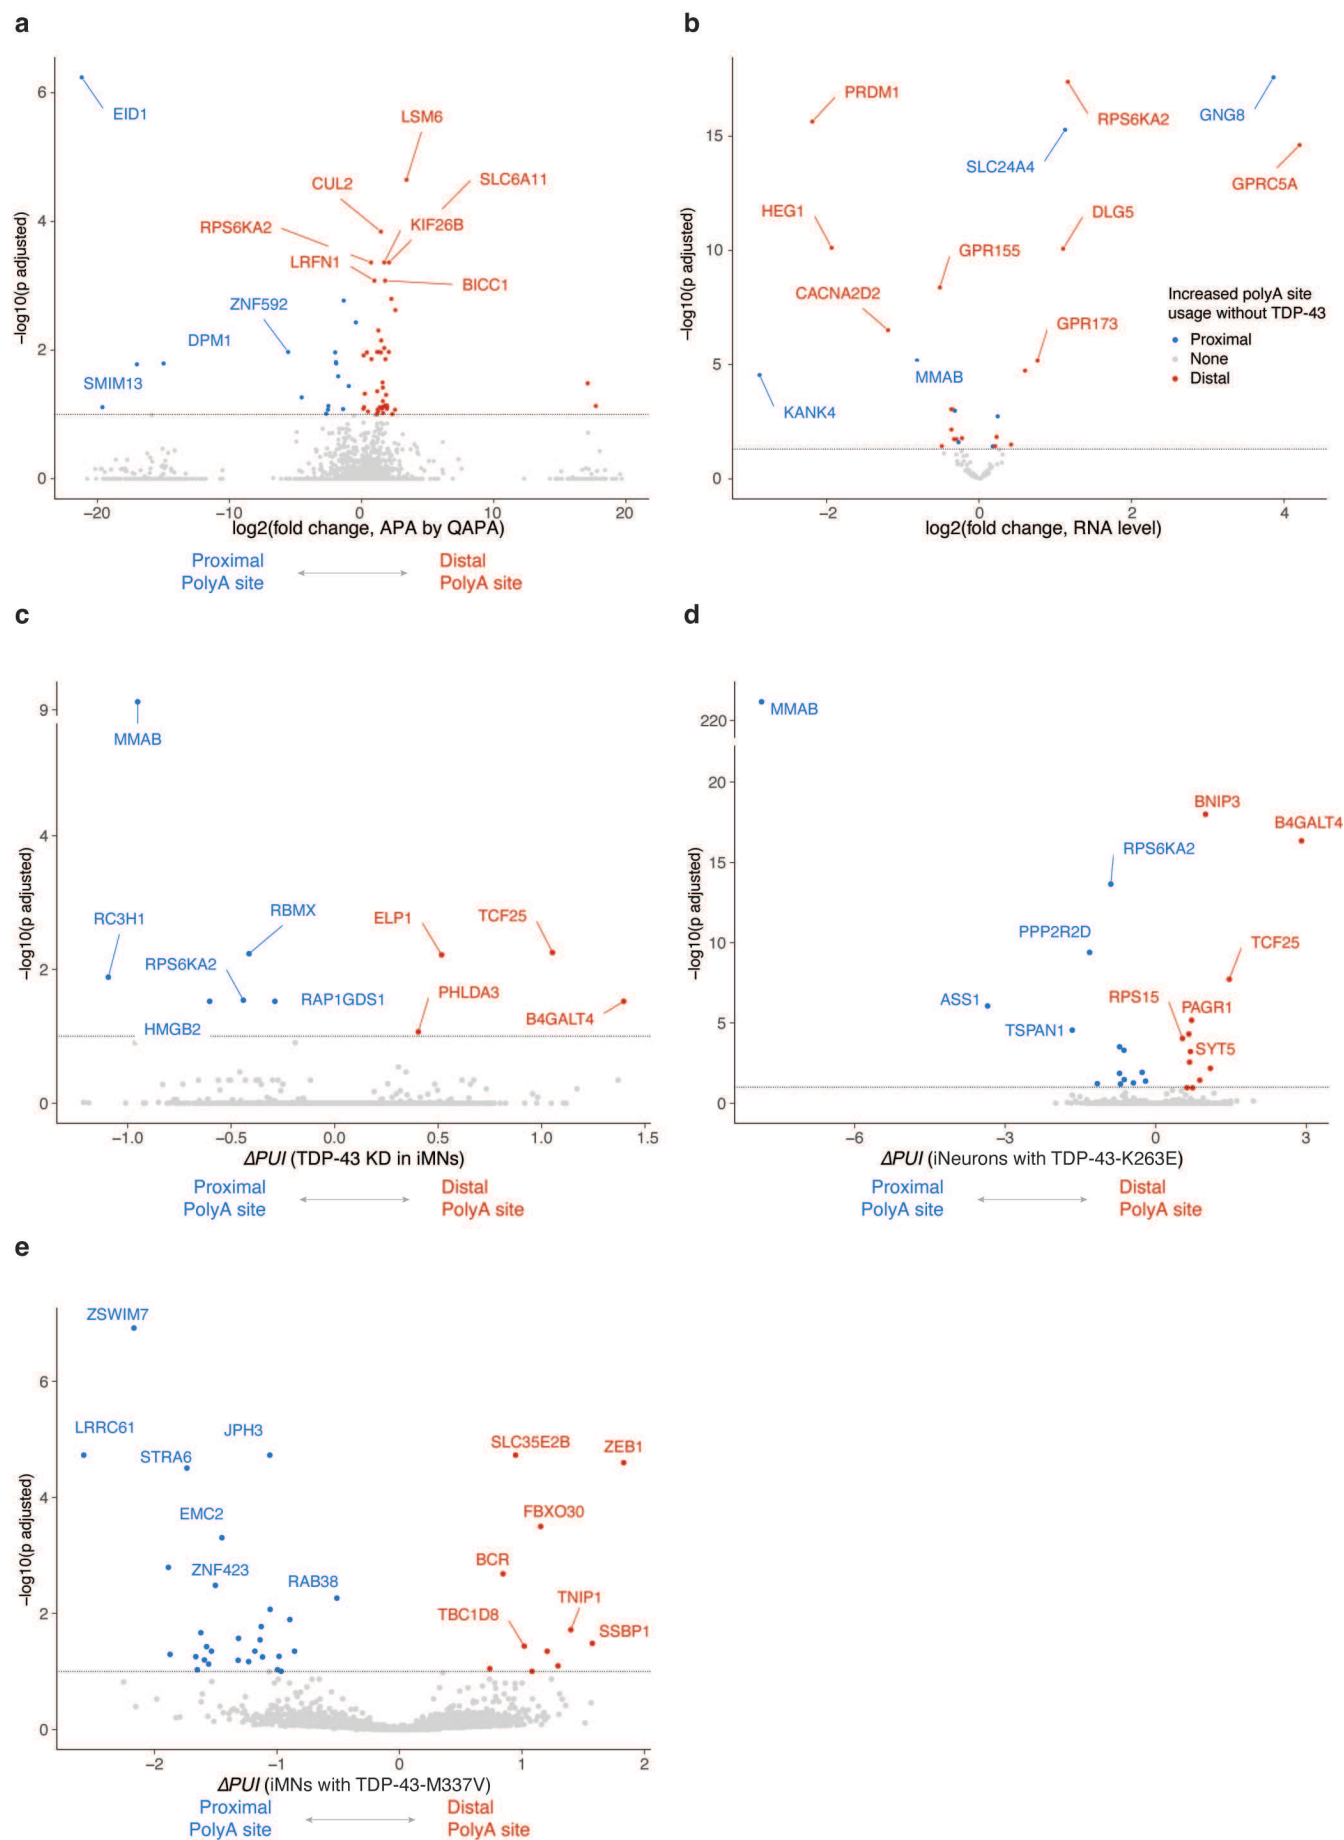 a
6
4
2
0
−log10(p adjusted)
EID1
LSM6
CUL2
SLC6A11
RPS6KA2
KIF26B
LRFN1
BICC1
ZNF592
DPM1
SMIM13
−20
−10
0
10
20
log2(fold change, APA by QAPA)
Proximal
PolyA site
Distal
PolyA site
b
15
10
5
0
−log10(p adjusted)
PRDM1
RPS6KA2
GNG8
SLC24A4
GPRC5A
HEG1
DLG5
GPR155
CACNA2D2
GPR173
MMAB
KANK4
Increased polyA site
usage without TDP-43
Proximal
None
Distal
−2
0
2
4
log2(fold change, RNA level)
c
9
4
2
0
−log10(p adjusted)
MMAB
RC3H1
RBMX
ELP1
TCF25
RPS6KA2
RAP1GDS1
PHLDA3
B4GALT4
HMGB2
−1.0
−0.5
0.0
0.5
1.0
1.5
ΔPUI (TDP-43 KD in iMNs)
Proximal
PolyA site
Distal
PolyA site
d
220
20
15
10
5
0
−log10(p adjusted)
MMAB
BNIP3
B4GALT4
RPS6KA2
PPP2R2D
TCF25
ASS1
RPS15
PAGR1
TSPAN1
SYT5
−6
−3
0
3
ΔPUI (iNeurons with TDP-43-K263E)
Proximal
PolyA site
Distal
PolyA site
e
6
4
2
0
−log10(p adjusted)
ZSWIM7
LRRC61
JPH3
STRA6
SLC35E2B
ZEB1
EMC2
FBXO30
ZNF423
BCR
RAB38
TNIP1
TBC1D8
SSBP1
−2
−1
0
1
2
ΔPUI (iMNs with TDP-43-M337V)
Proximal
PolyA site
Distal
PolyA site